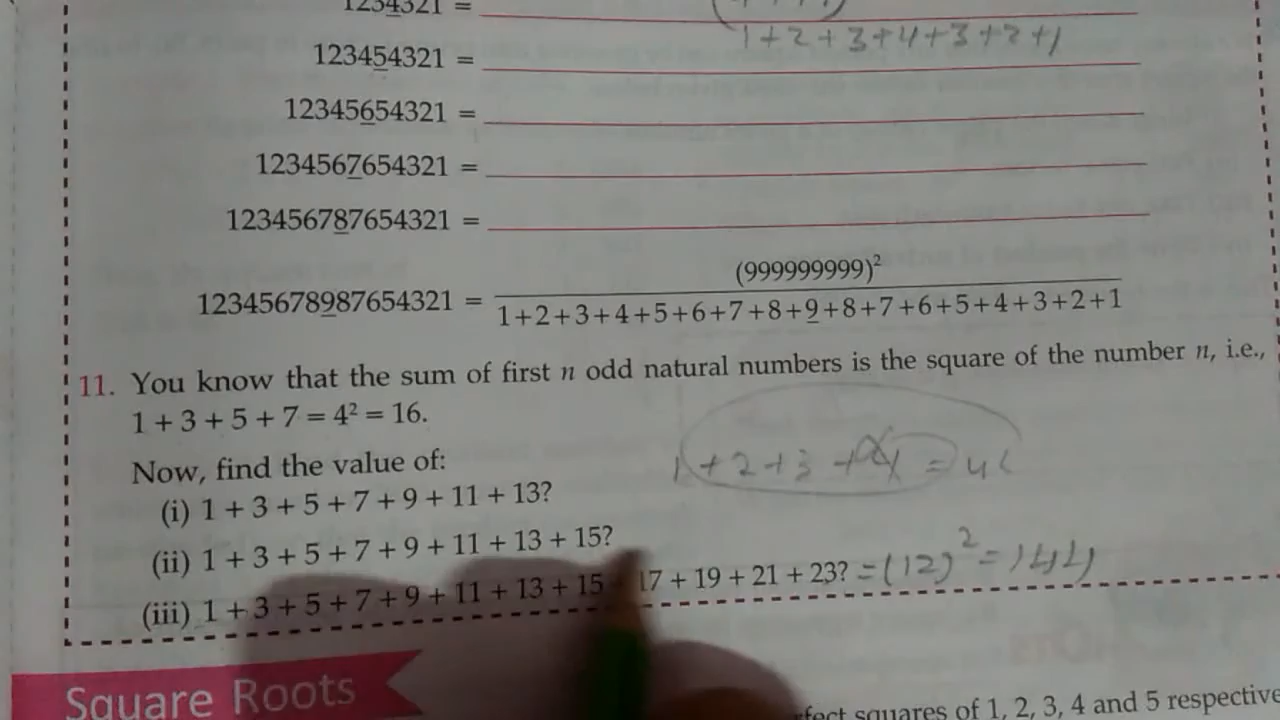 1234321 =
1+2+3+4+3+2+1
123454321 =
12345654321 =
1234567654321 =
123456787654321 =
12345678987654321 = (999999999)² / 1+2+3+4+5+6+7+8+9+8+7+6+5+4+3+2+1
11. You know that the sum of first n odd natural numbers is the square of the number n, i.e.,
1 + 3 + 5 + 7 = 4² = 16.
1+2+3+4 =
Now, find the value of:
(i) 1 + 3 + 5 + 7 + 9 + 11 + 13?
(ii) 1 + 3 + 5 + 7 + 9 + 11 + 13 + 15?
(iii) 1 + 3 + 5 + 7 + 9 + 11 + 13 + 15 17 + 19 + 21 + 23? = (12)² = 144
Square Roots
squares of 1, 2, 3, 4 and 5 respective